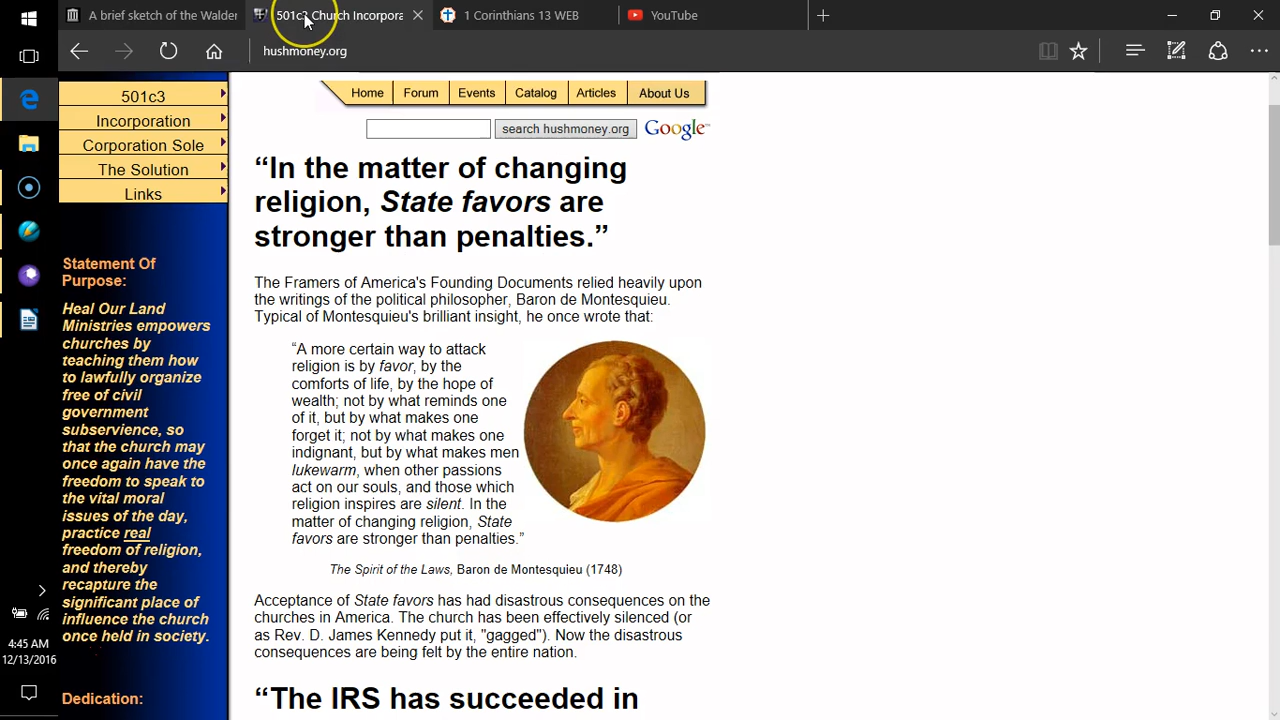 A brief sketch of the Walder
501c3 Church Incorpora
1 Corinthians 13 WEB
YouTube
hushmoney.org
501c3
Incorporation
Corporation Sole
The Solution
Links
Statement Of
Purpose:
Heal Our Land
Ministries empowers
churches by
teaching them how
to lawfully organize
free of civil
government
subservience, so
that the church may
once again have the
freedom to speak to
the vital moral
issues of the day,
practice real
freedom of religion,
and thereby
recapture the
significant place of
influence the church
once held in society.
Dedication:
Home
Forum
Events
Catalog
Articles
About Us
search hushmoney.org
Google™
“In the matter of changing
religion, State favors are
stronger than penalties.”
The Framers of America's Founding Documents relied heavily upon
the writings of the political philosopher, Baron de Montesquieu.
Typical of Montesquieu's brilliant insight, he once wrote that:
“A more certain way to attack
religion is by favor, by the
comforts of life, by the hope of
wealth; not by what reminds one
of it, but by what makes one
forget it; not by what makes one
indignant, but by what makes men
lukewarm, when other passions
act on our souls, and those which
religion inspires are silent. In the
matter of changing religion, State
favors are stronger than penalties.”
The Spirit of the Laws, Baron de Montesquieu (1748)
Acceptance of State favors has had disastrous consequences on the
churches in America. The church has been effectively silenced (or
as Rev. D. James Kennedy put it, "gagged"). Now the disastrous
consequences are being felt by the entire nation.
“The IRS has succeeded in
4:45 AM
12/13/2016